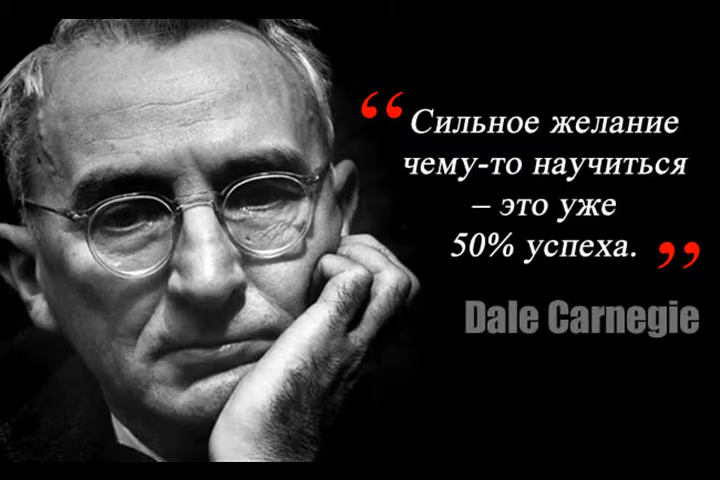 “ Сильное желание
чему-то научиться
– это уже
50% успеха. ”
Dale Carnegie